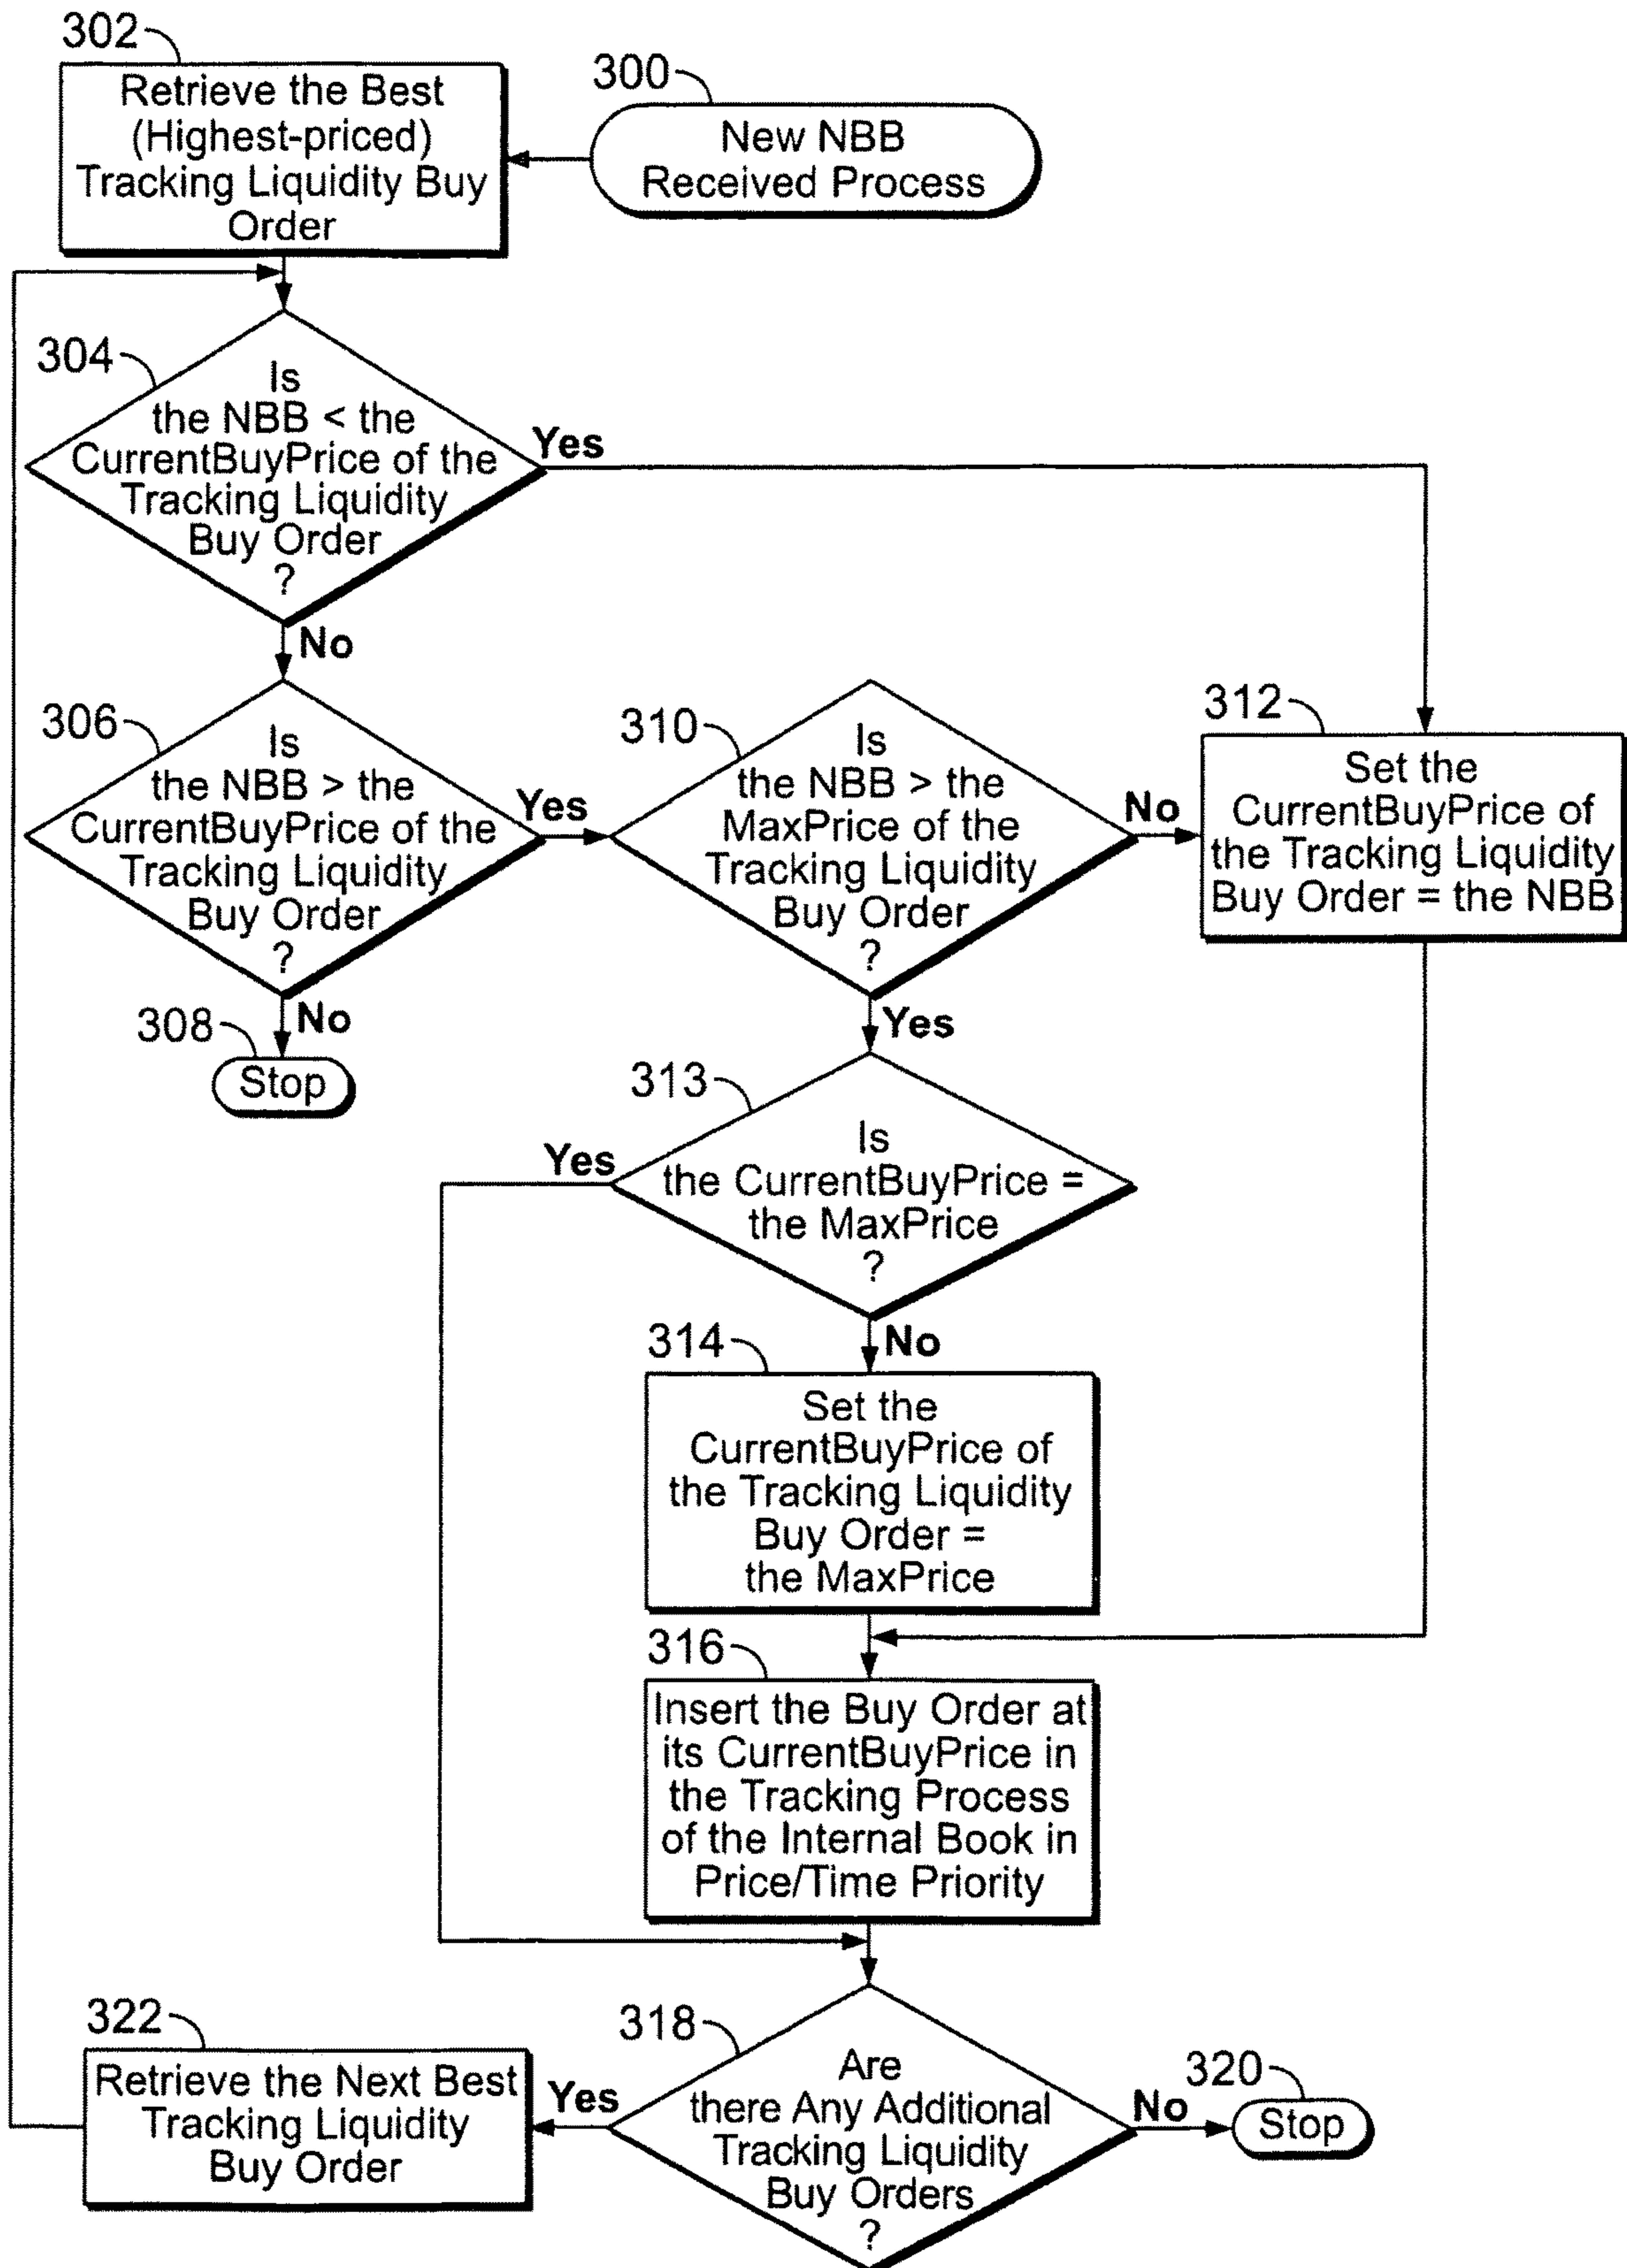 302
Retrieve the Best
(Highest-priced)
Tracking Liquidity Buy
Order
300
New NBB
Received Process
304
Is
the NBB < the
CurrentBuyPrice of the
Tracking Liquidity
Buy Order
?
Yes
No
306
Is
the NBB > the
CurrentBuyPrice of the
Tracking Liquidity
Buy Order
?
Yes
No
308
Stop
310
Is
the NBB > the
MaxPrice of the
Tracking Liquidity
Buy Order
?
No
Yes
312
Set the
CurrentBuyPrice of
the Tracking Liquidity
Buy Order = the NBB
313
Is
the CurrentBuyPrice =
the MaxPrice
?
Yes
No
314
Set the
CurrentBuyPrice of
the Tracking Liquidity
Buy Order =
the MaxPrice
316
Insert the Buy Order at
its CurrentBuyPrice in
the Tracking Process
of the Internal Book in
Price/Time Priority
318
Are
there Any Additional
Tracking Liquidity
Buy Orders
?
Yes
No
320
Stop
322
Retrieve the Next Best
Tracking Liquidity
Buy Order